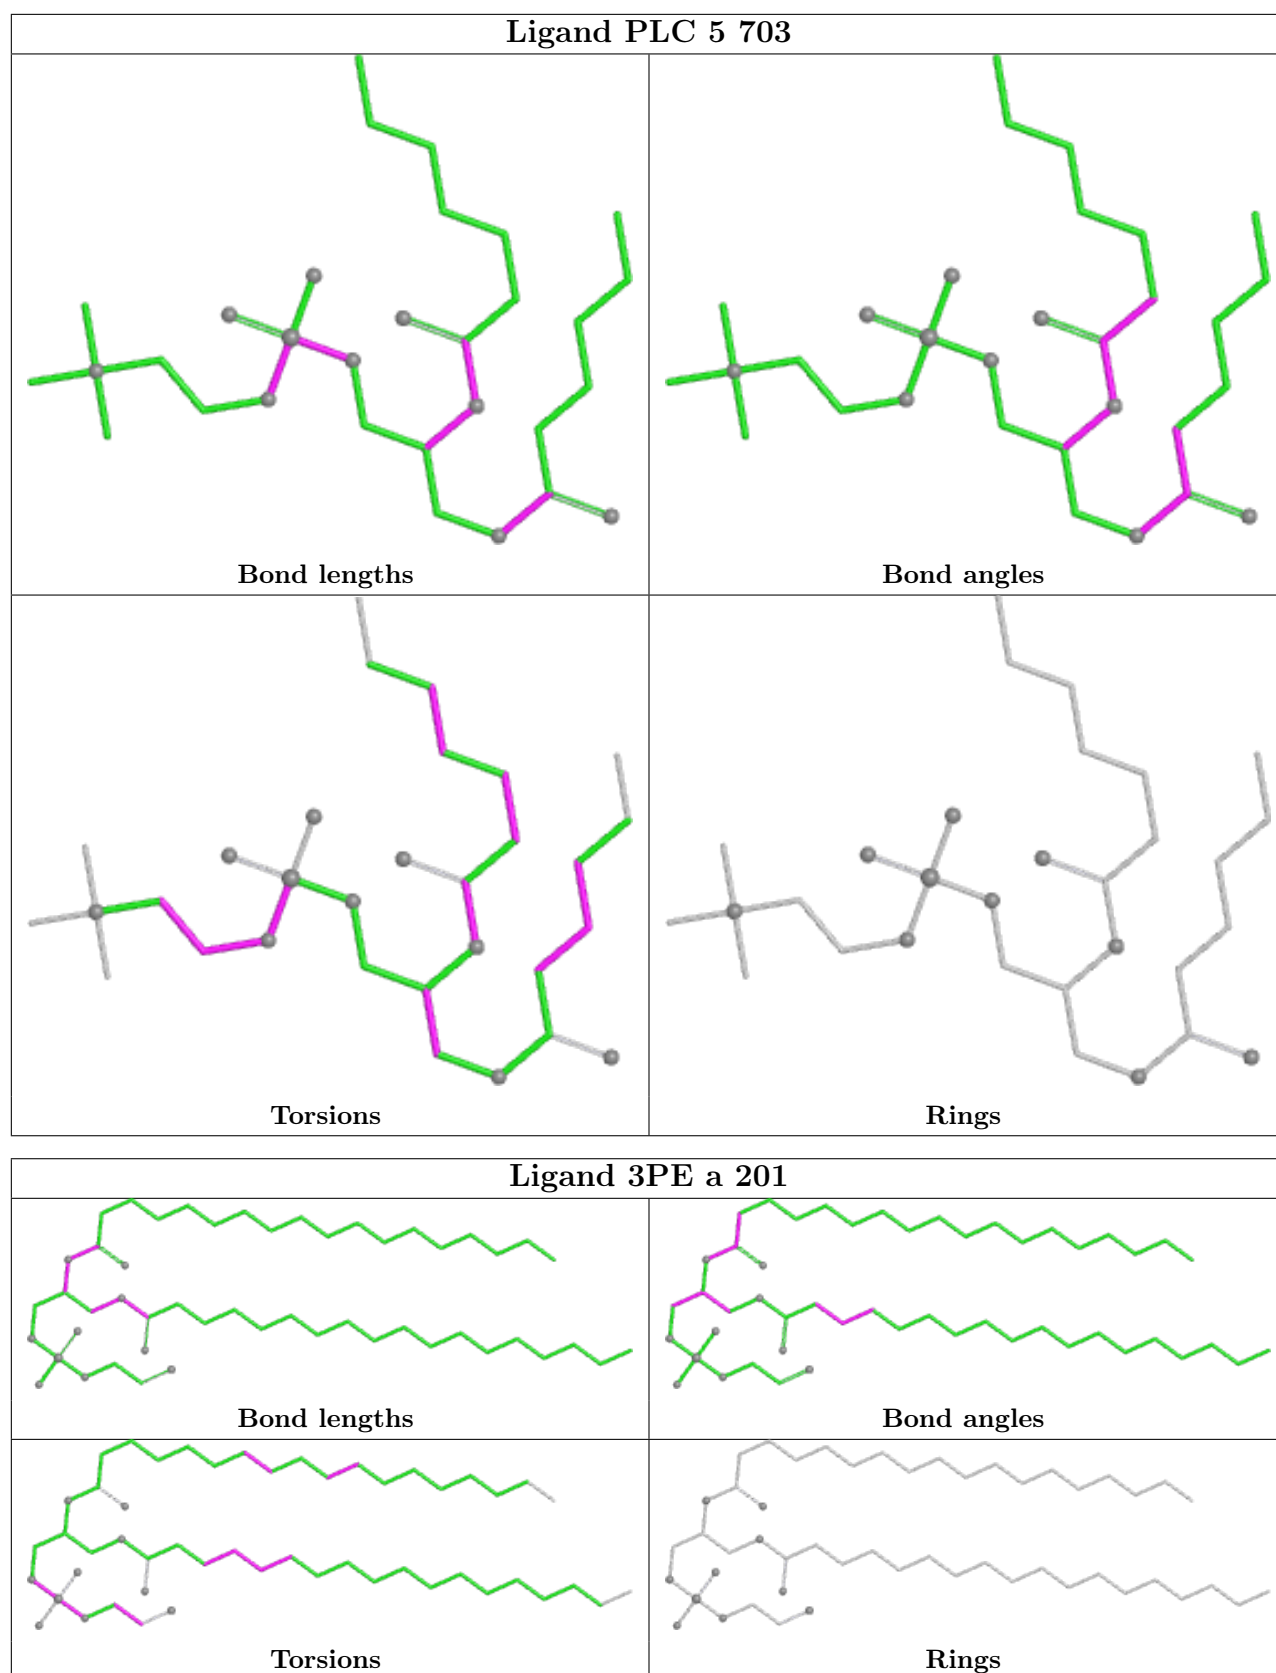 Ligand PLC 5 703
Bond lengths
Bond angles
Torsions
Rings
Ligand 3PE a 201
Bond lengths
Bond angles
Torsions
Rings